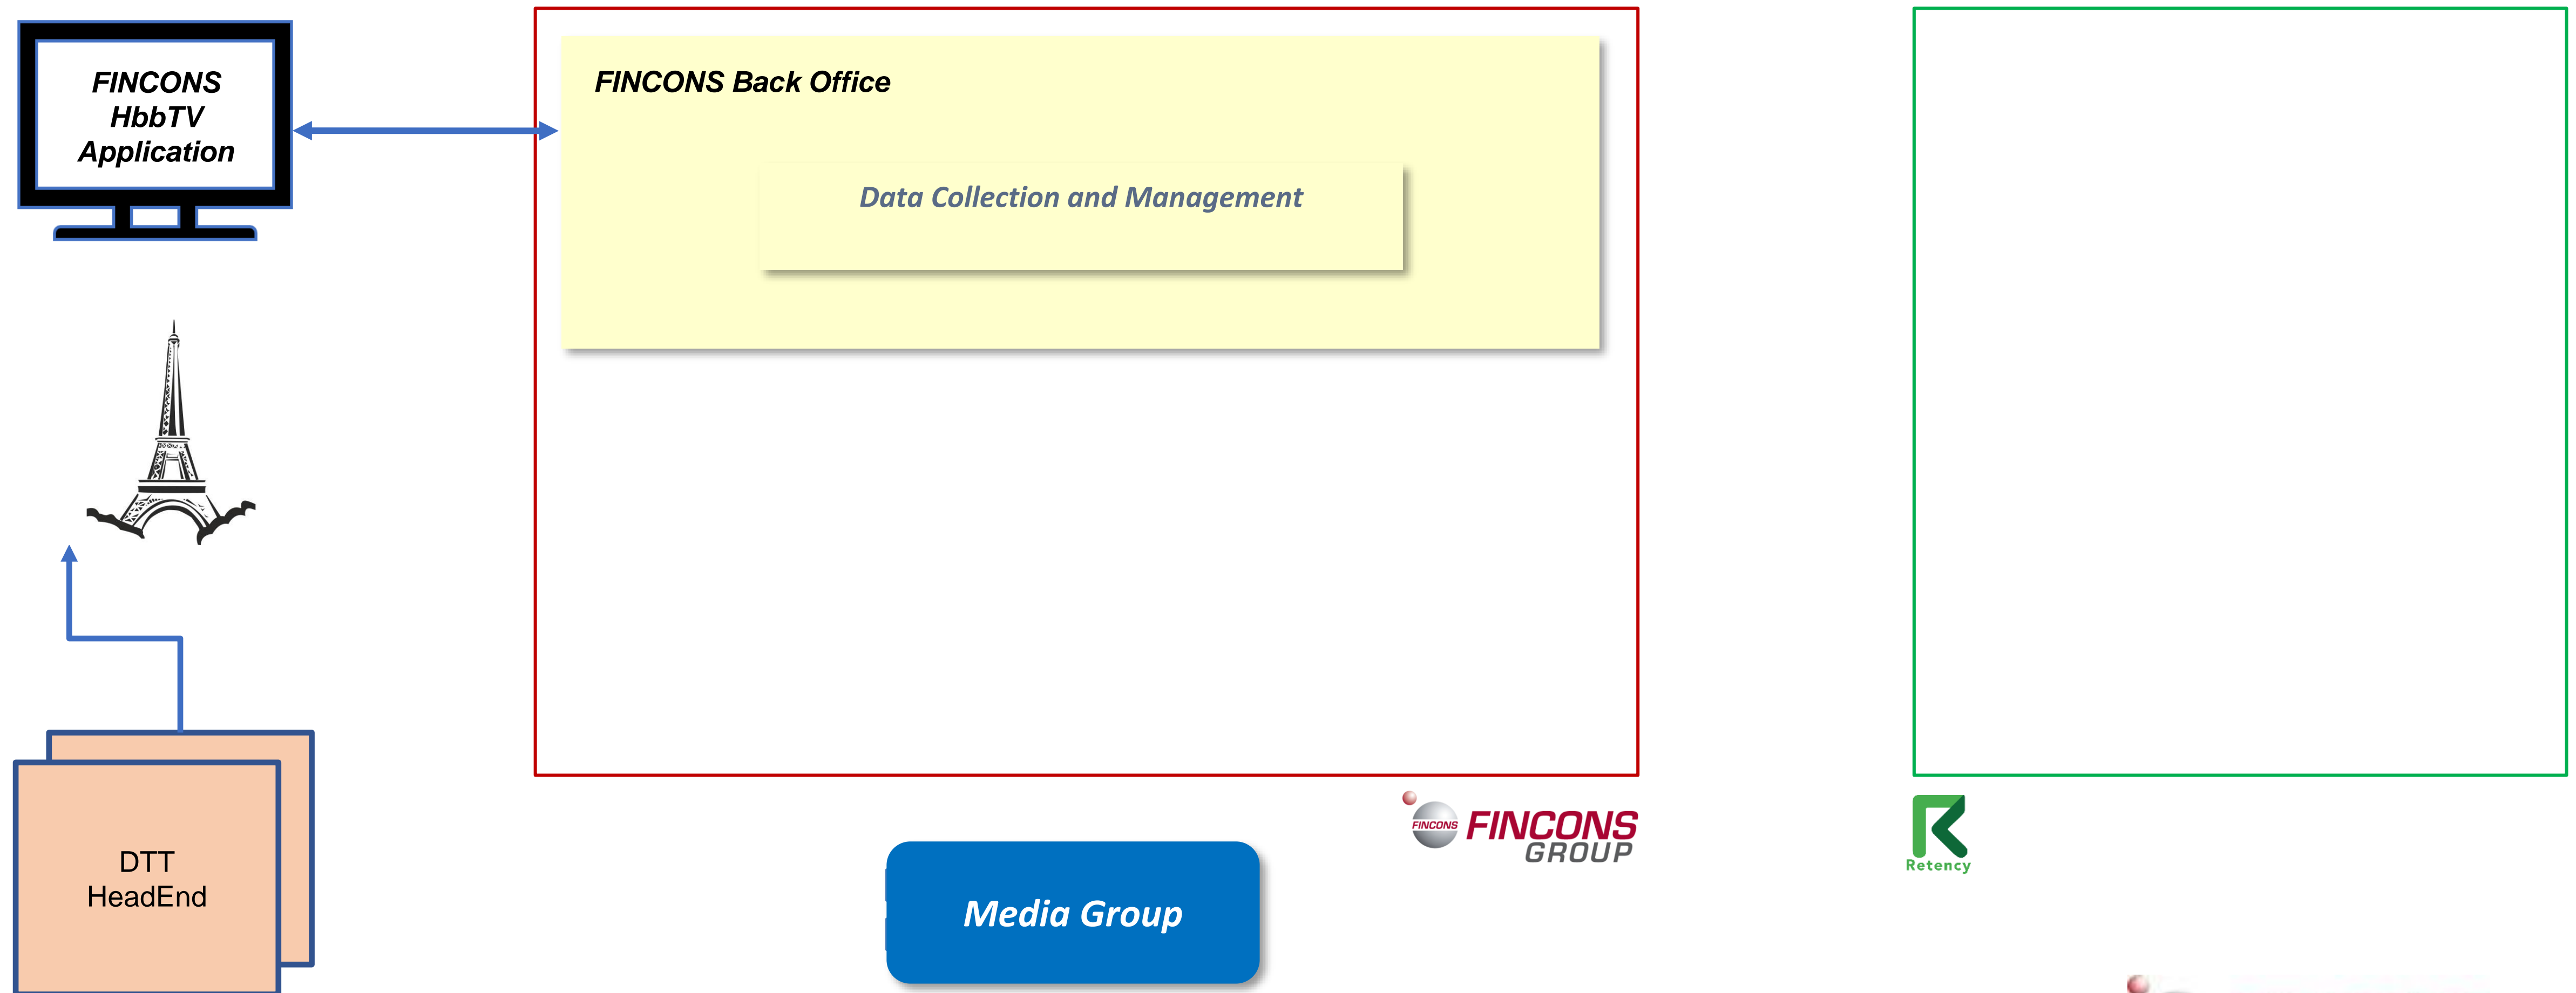 FINCONS
HbbTV
Application
FINCONS Back Office
Data Collection and Management
DTT
HeadEnd
Media Group
FINCONS
FINCONS
GROUP
Retency